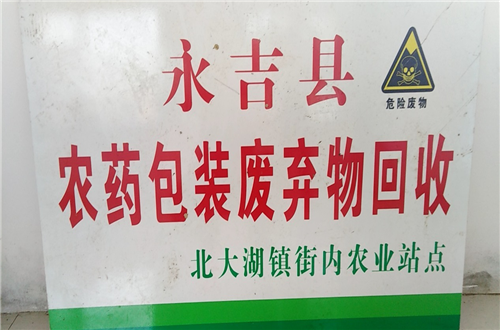 永吉县
危险废物
农药包装废弃物回收
北大湖镇街内农业站点